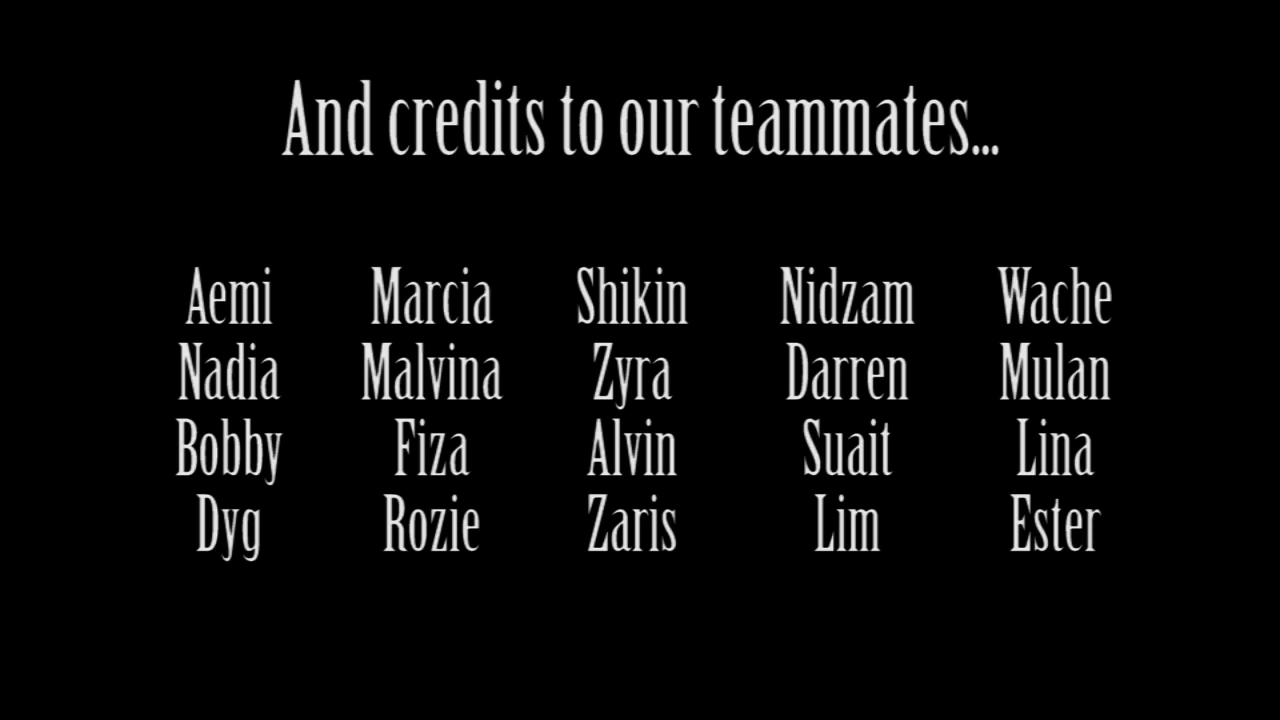 And credits to our teammates...
Aemi Marcia Shikin Nidzam Wache
Nadia Malvina Zyra Darren Mulan
Bobby Fiza Alvin Suait Lina
Dyg Rozie Zaris Lim Ester